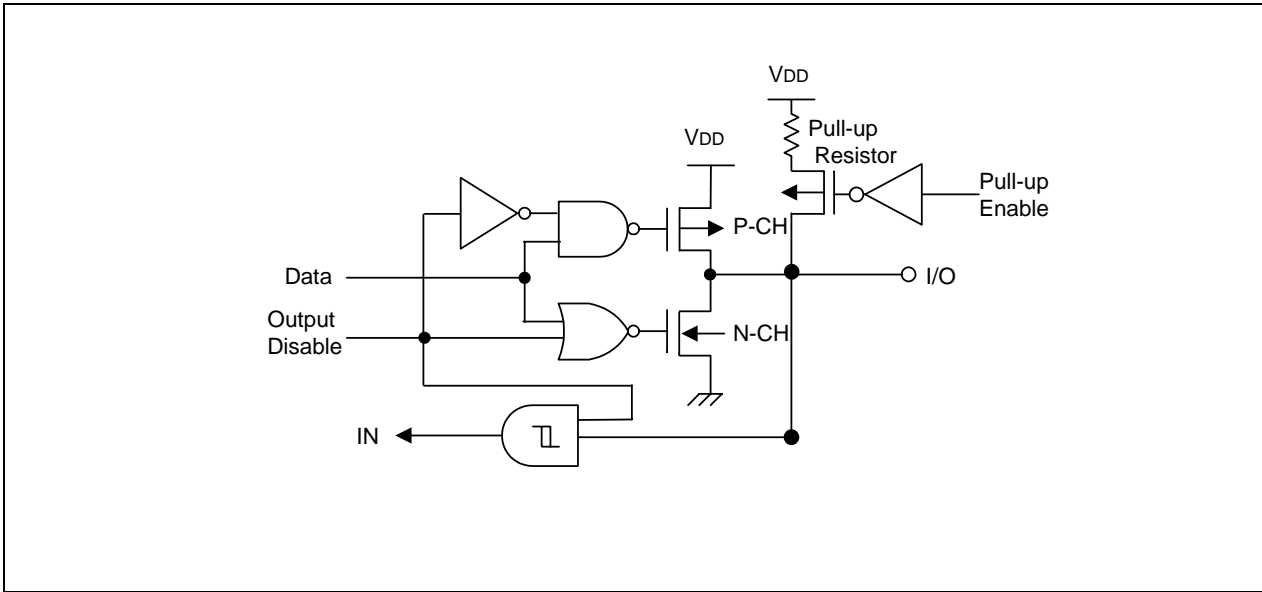 VDD
Pull-up
Resistor
VDD
Pull-up
Enable
P-CH
Data
I/O
Output
Disable
N-CH
IN